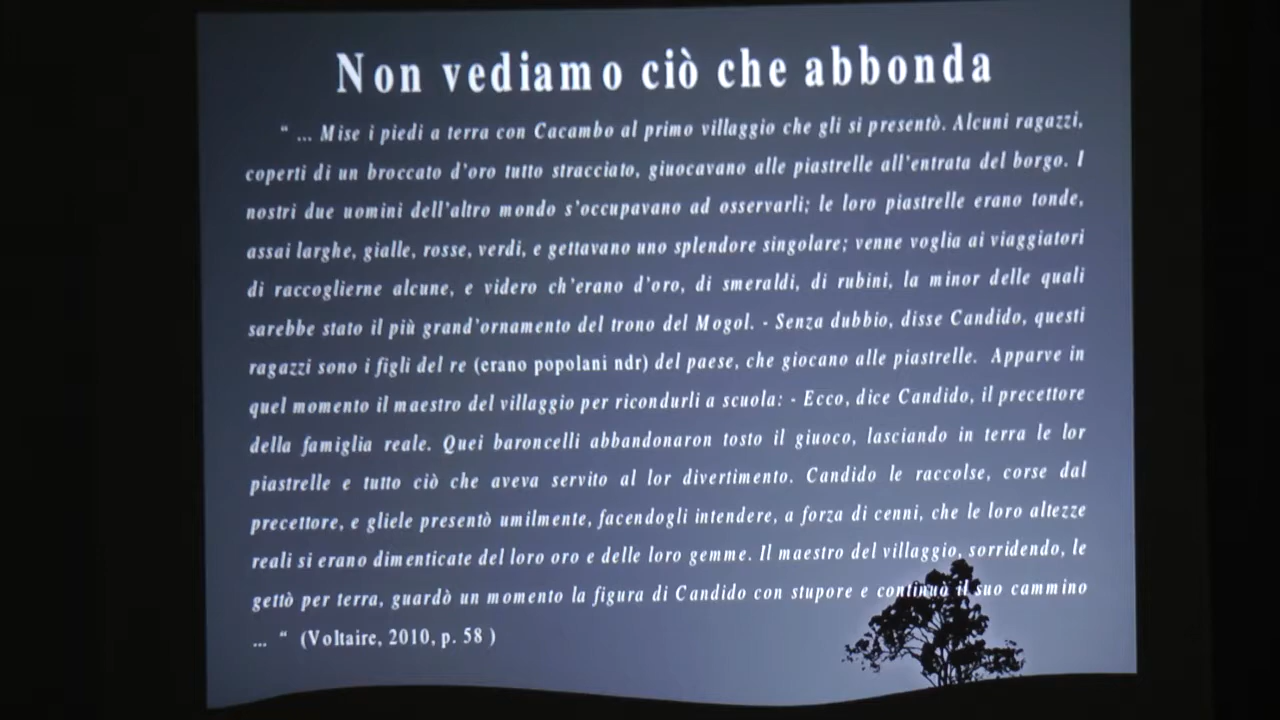 Non vediamo ciò che abbonda
“ ... Mise i piedi a terra con Cacambo al primo villaggio che gli si presentò. Alcuni ragazzi,
coperti di un broccato d’oro tutto stracciato, giuocavano alle piastrelle all’entrata del borgo. I
nostri due uomini dell’altro mondo s’occupavano ad osservarli; le loro piastrelle erano tonde,
assai larghe, gialle, rosse, verdi, e gettavano uno splendore singolare; venne voglia ai viaggiatori
di raccoglierne alcune, e videro ch’erano d’oro, di smeraldi, di rubini, la minor delle quali
sarebbe stato il più grand’ornamento del trono del Mogol. - Senza dubbio, disse Candido, questi
ragazzi sono i figli del re (erano popolani ndr) del paese, che giocano alle piastrelle. Apparve in
quel momento il maestro del villaggio per ricondurli a scuola: - Ecco, dice Candido, il precettore
della famiglia reale. Quei baroncelli abbandonaron tosto il giuoco, lasciando in terra le lor
piastrelle e tutto ciò che aveva servito al lor divertimento. Candido le raccolse, corse dal
precettore, e gliele presentò umilmente, facendogli intendere, a forza di cenni, che le loro altezze
reali si erano dimenticate del loro oro e delle loro gemme. Il maestro del villaggio, sorridendo, le
gettò per terra, guardò un momento la figura di Candido con stupore e continuò il suo cammino
... “ (Voltaire, 2010, p. 58 )